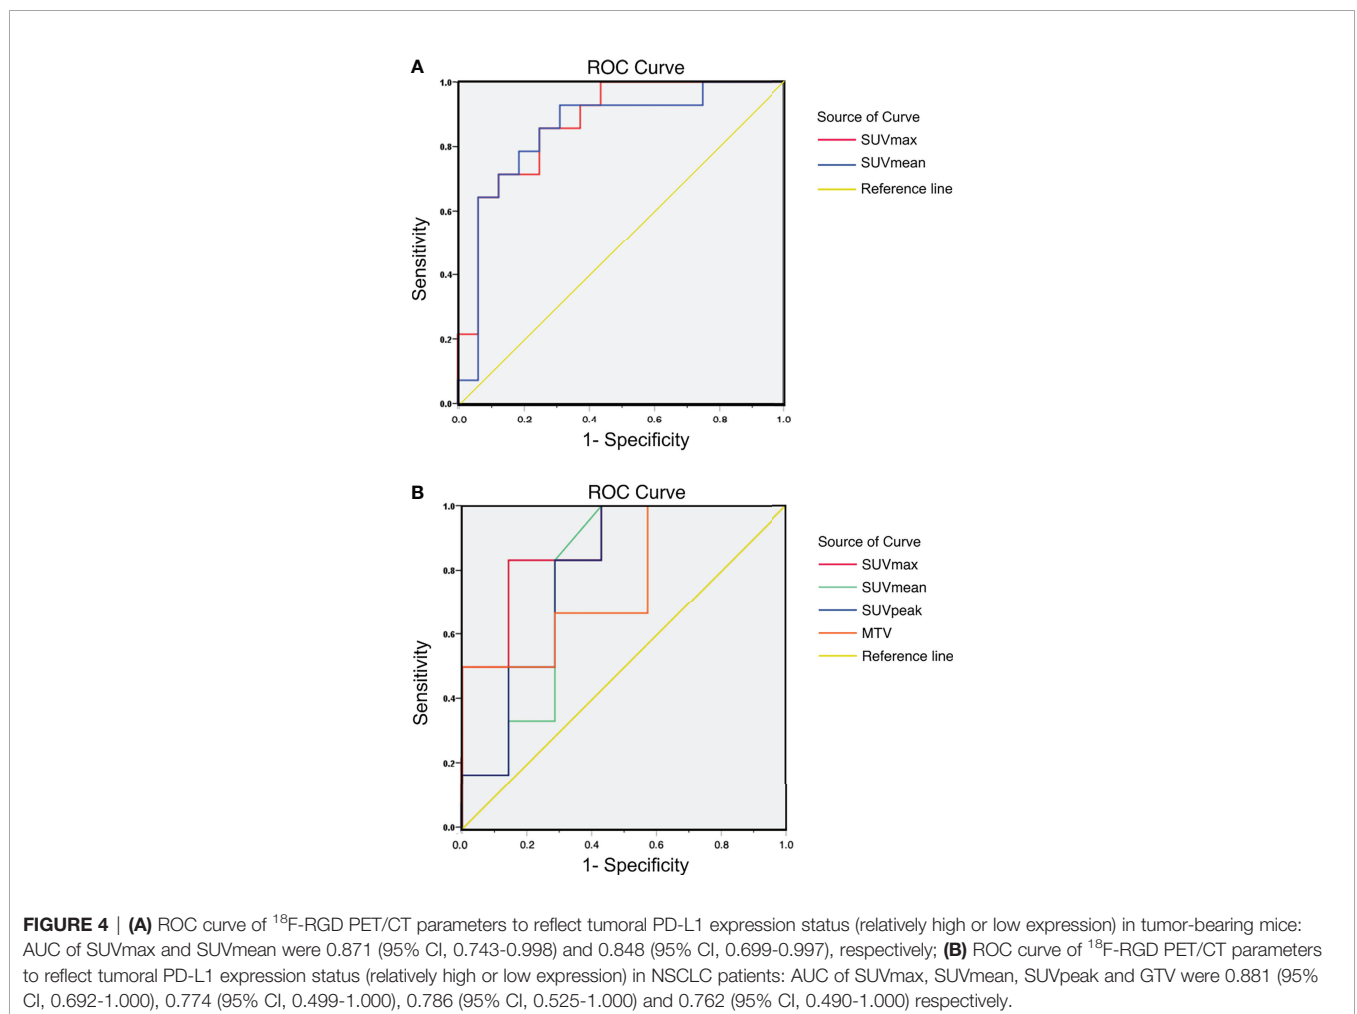 A
ROC Curve
1.0
0.8
0.6
0.4
0.2
0.0
Sensitivity
0.0 0.2 0.4 0.6 0.8 1.0
1- Specificity
Source of Curve
SUVmax
SUVmean
Reference line
B
ROC Curve
1.0
0.8
0.6
0.4
0.2
0.0
Sensitivity
0.0 0.2 0.4 0.6 0.8 1.0
1- Specificity
Source of Curve
SUVmax
SUVmean
SUVpeak
MTV
Reference line
FIGURE 4 | (A) ROC curve of ¹⁸F-RGD PET/CT parameters to reflect tumoral PD-L1 expression status (relatively high or low expression) in tumor-bearing mice:
AUC of SUVmax and SUVmean were 0.871 (95% CI, 0.743-0.998) and 0.848 (95% CI, 0.699-0.997), respectively; (B) ROC curve of ¹⁸F-RGD PET/CT parameters
to reflect tumoral PD-L1 expression status (relatively high or low expression) in NSCLC patients: AUC of SUVmax, SUVmean, SUVpeak and GTV were 0.881 (95%
CI, 0.692-1.000), 0.774 (95% CI, 0.499-1.000), 0.786 (95% CI, 0.525-1.000) and 0.762 (95% CI, 0.490-1.000) respectively.